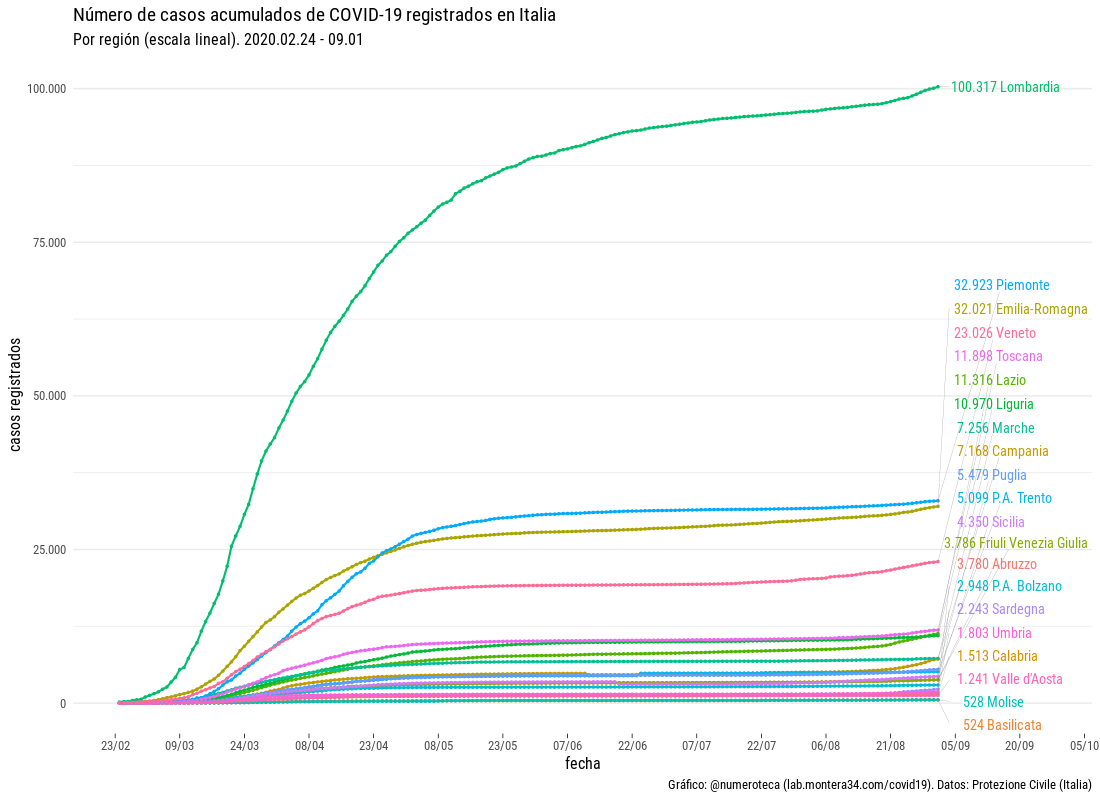 Número de casos acumulados de COVID-19 registrados en Italia
Por región (escala lineal). 2020.02.24 - 09.01
100.000
75.000
50.000
25.000
0
casos registrados
100.317 Lombardia
32.923 Piemonte
32.021 Emilia-Romagna
23.026 Veneto
11.898 Toscana
11.316 Lazio
10.970 Liguria
7.256 Marche
7.168 Campania
5.479 Puglia
5.099 P.A. Trento
4.350 Sicilia
3.786 Friuli Venezia Giulia
3.780 Abruzzo
2.948 P.A. Bolzano
2.243 Sardegna
1.803 Umbria
1.513 Calabria
1.241 Valle d'Aosta
528 Molise
524 Basilicata
23/02 09/03 24/03 08/04 23/04 08/05 23/05 07/06 22/06 07/07 22/07 06/08 21/08 05/09 20/09 05/10
fecha
Gráfico: @numeroteca (lab.montera34.com/covid19). Datos: Protezione Civile (Italia)